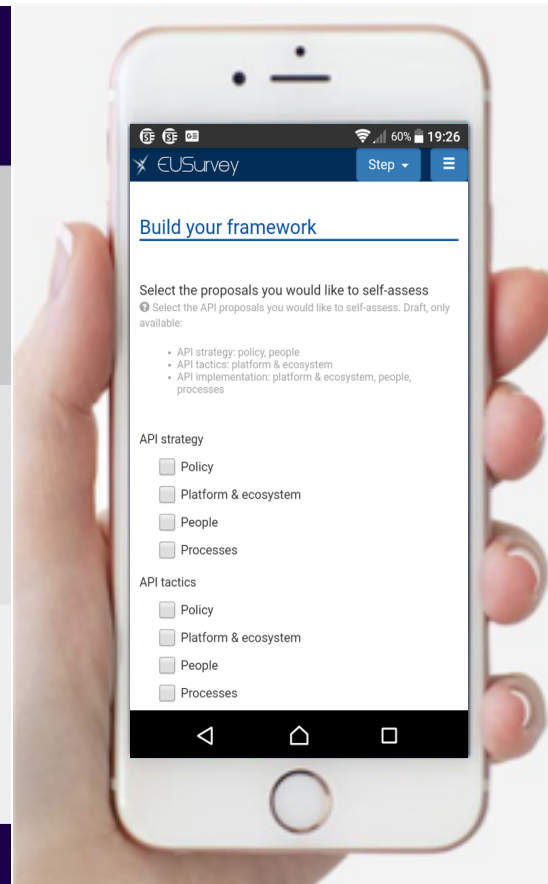 60% 19:26
EUSurvey
Step
Build your framework
Select the proposals you would like to self-assess
Select the API proposals you would like to self-assess. Draft, only
available:
• API strategy: policy, people
• API tactics: platform & ecosystem
• API implementation: platform & ecosystem, people,
processes
API strategy
Policy
Platform & ecosystem
People
Processes
API tactics
Policy
Platform & ecosystem
People
Processes